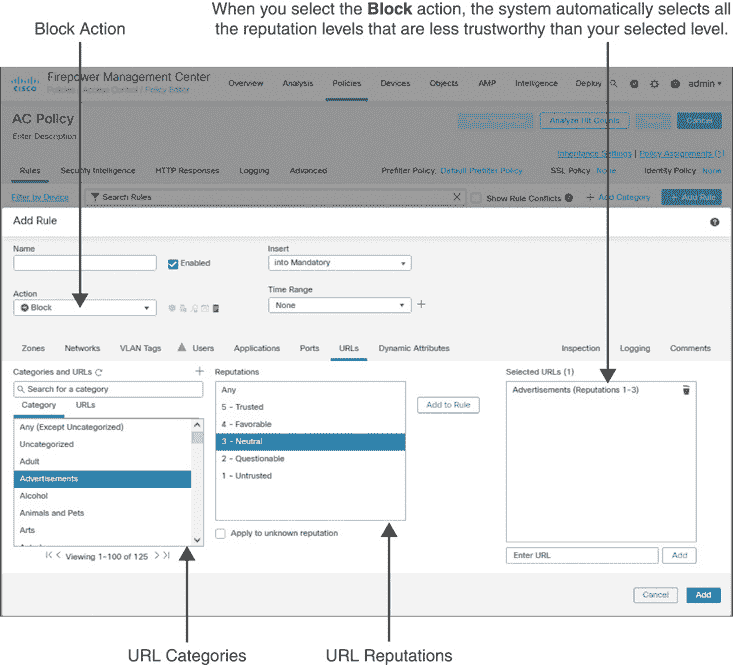 When you select the Block action, the system automatically selects all
the reputation levels that are less trustworthy than your selected level.
Block Action
CISCO
Firepower Management Center
Policies / Access Control / Policy Editor
Overview
Analysis
Policies
Devices
Objects
AMP
Intelligence
Deploy
admin
AC Policy
Enter Description
Analyze Hit Counts
Cancel
Inheritance Settings | Policy Assignments (1)
Rules
Security Intelligence
HTTP Responses
Logging
Advanced
Prefilter Policy: Default Prefilter Policy
SSL Policy: None
Identity Policy: None
Filter by Device
Search Rules
Show Rule Conflicts
+ Add Category
+ Add Rule
Add Rule
Name
Enabled
Insert
into Mandatory
Action
Block
Time Range
None
Zones
Networks
VLAN Tags
Users
Applications
Ports
URLs
Dynamic Attributes
Inspection
Logging
Comments
Categories and URLs
Search for a category
Category
URLs
Any (Except Uncategorized)
Uncategorized
Adult
Advertisements
Alcohol
Animals and Pets
Arts
Viewing 1-100 of 125
Reputations
Any
5 - Trusted
4 - Favorable
3 - Neutral
2 - Questionable
1 - Untrusted
Apply to unknown reputation
Add to Rule
Selected URLs (1)
Advertisements (Reputations 1-3)
Enter URL
Add
Cancel
Add
URL Categories
URL Reputations